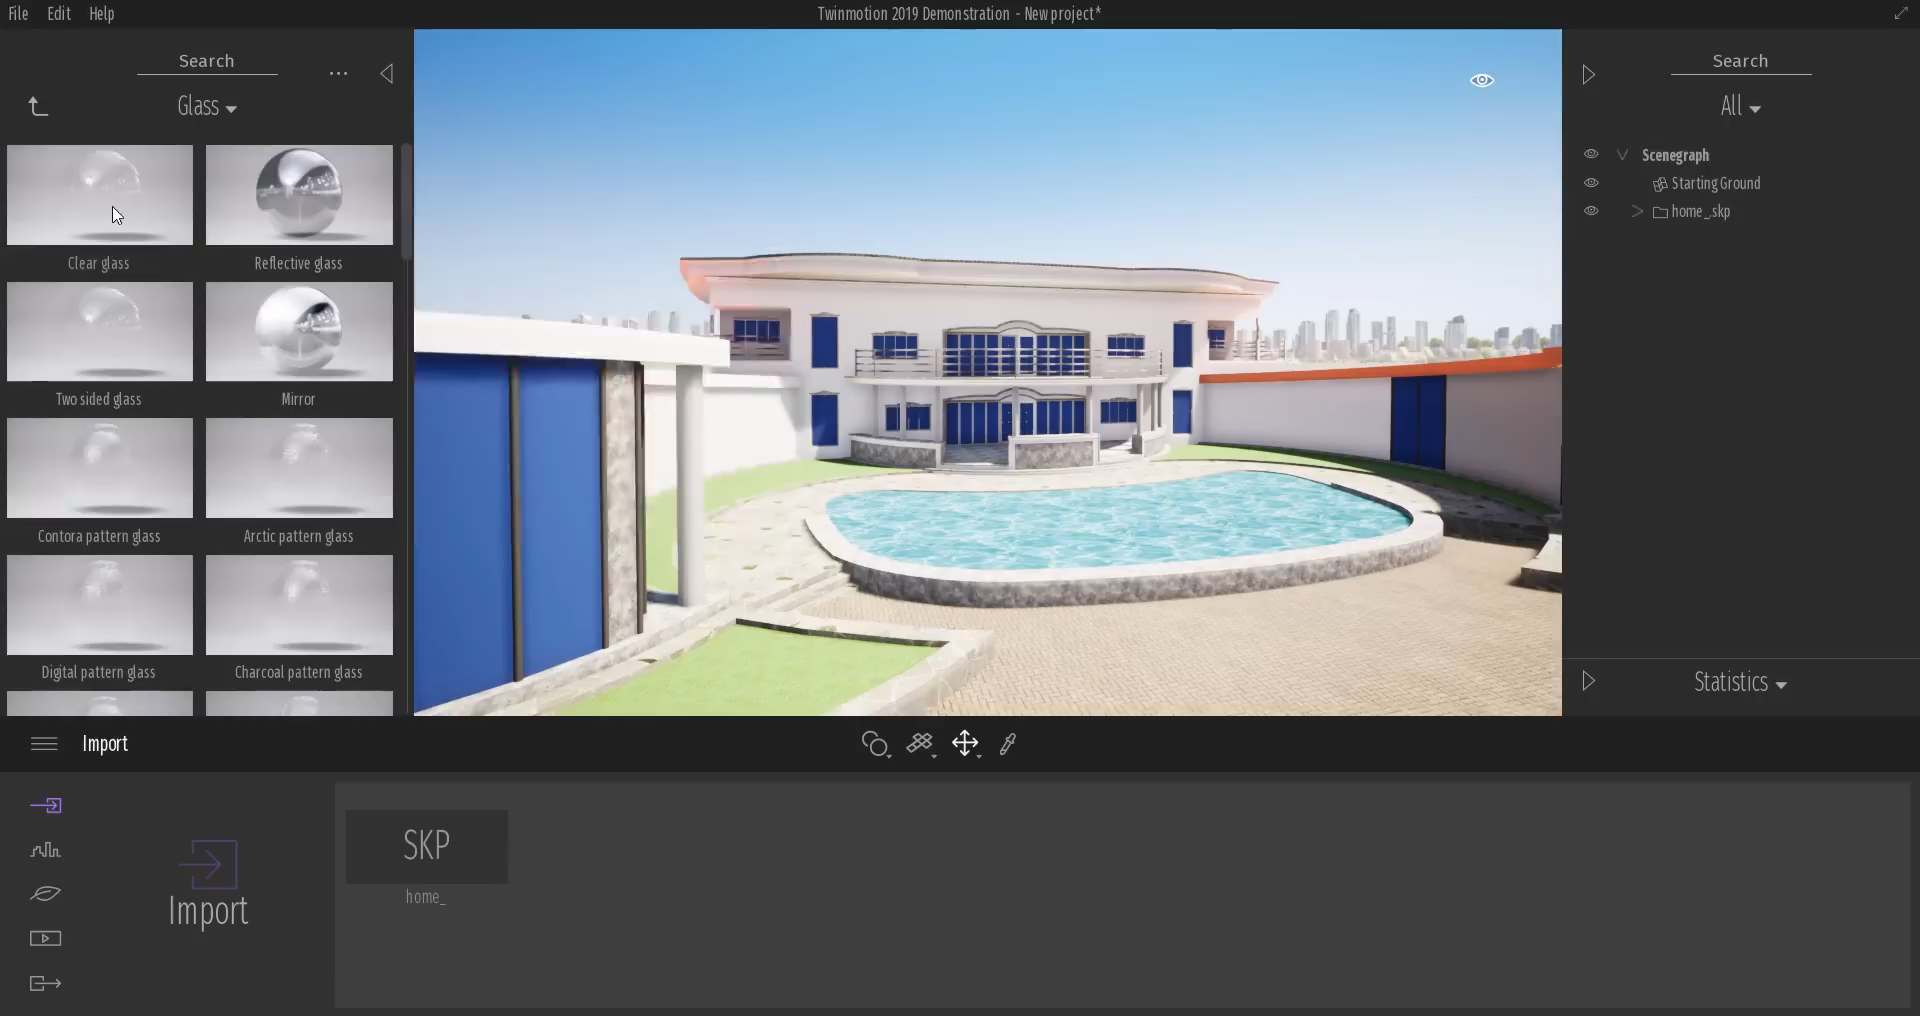 File Edit Help
Twinmotion 2019 Demonstration - New project*
Search
Glass
Clear glass
Reflective glass
Two sided glass
Mirror
Contora pattern glass
Arctic pattern glass
Digital pattern glass
Charcoal pattern glass
Search
All
Scenegraph
Starting Ground
home_.skp
Statistics
Import
Import
SKP
home_